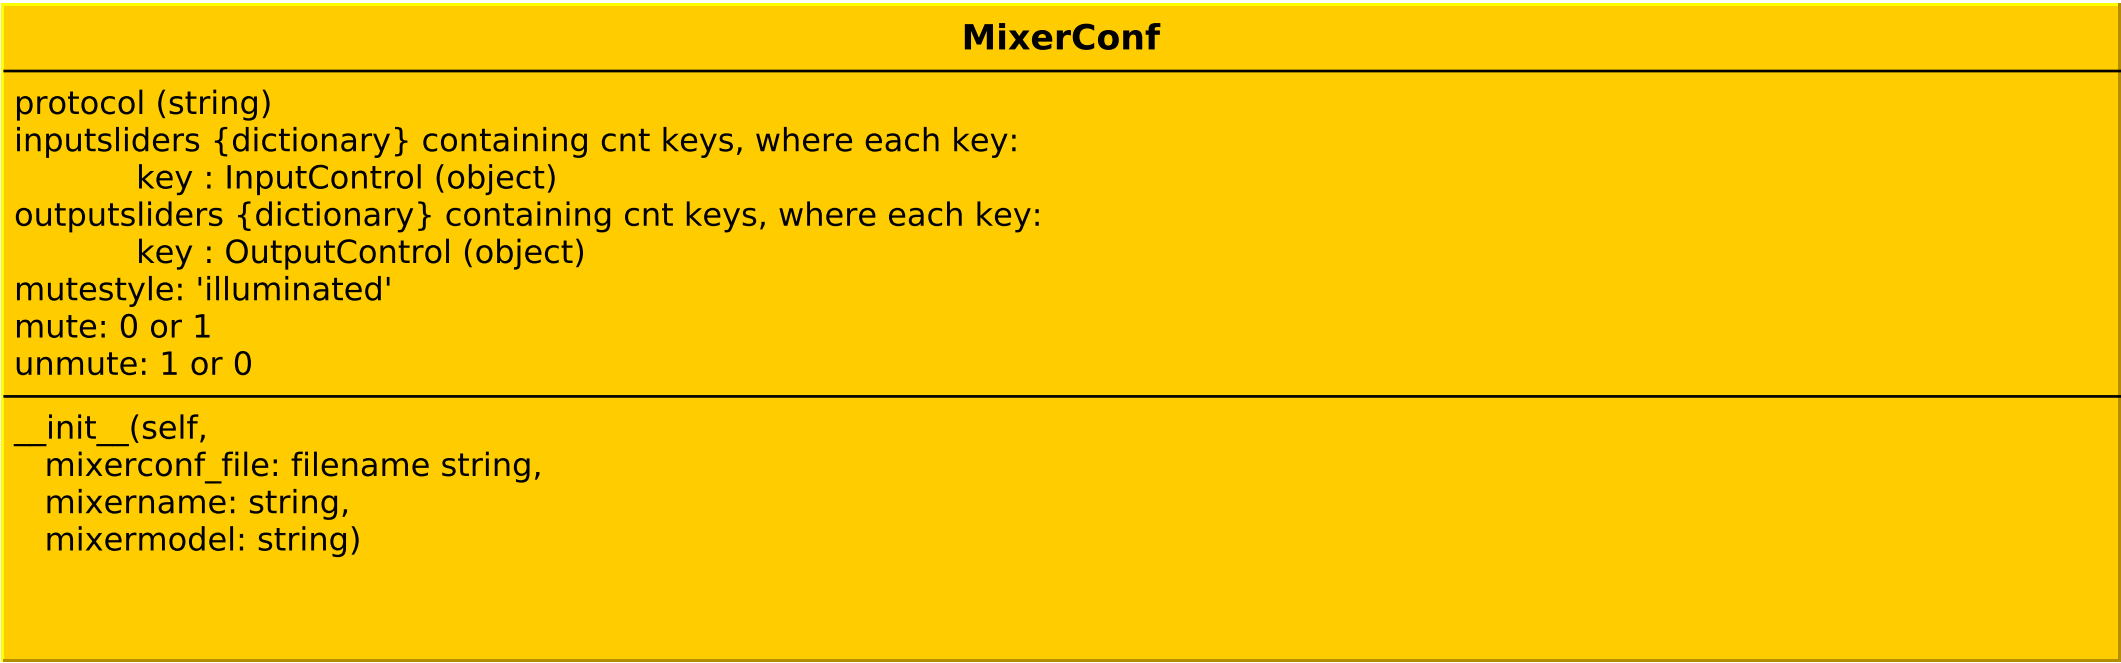 MixerConf
protocol (string)
inputsliders {dictionary} containing cnt keys, where each key:
key : InputControl (object)
outputsliders {dictionary} containing cnt keys, where each key:
key : OutputControl (object)
mutestyle: 'illuminated'
mute: 0 or 1
unmute: 1 or 0
__init__(self,
mixerconf_file: filename string,
mixername: string,
mixermodel: string)